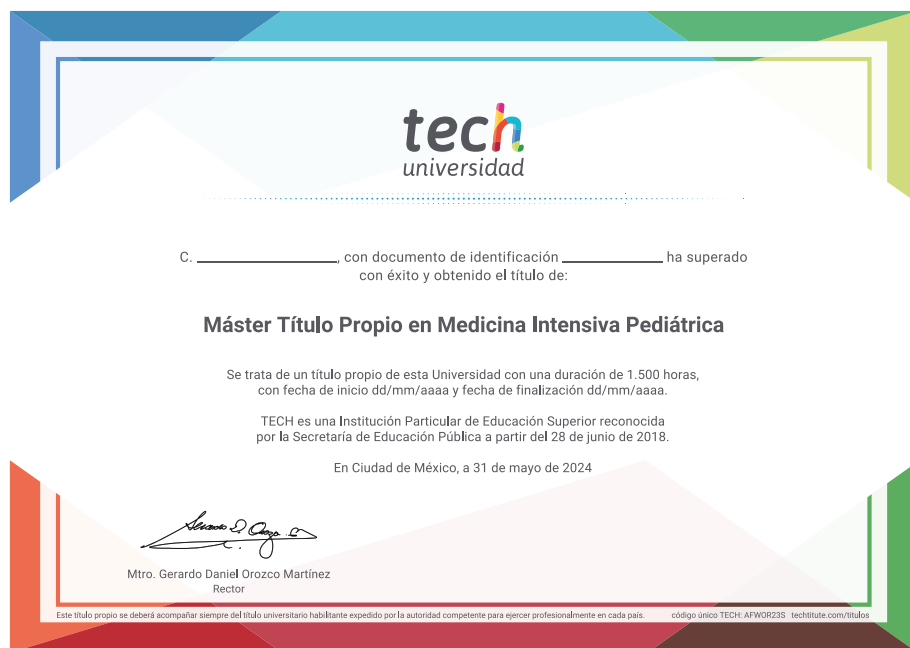 tech
universidad
C. ____________________, con documento de identificación ______________ ha superado
con éxito y obtenido el título de:
Máster Título Propio en Medicina Intensiva Pediátrica
Se trata de un título propio de esta Universidad con una duración de 1.500 horas,
con fecha de inicio dd/mm/aaaa y fecha de finalización dd/mm/aaaa.
TECH es una Institución Particular de Educación Superior reconocida
por la Secretaría de Educación Pública a partir del 28 de junio de 2018.
En Ciudad de México, a 31 de mayo de 2024
Mtro. Gerardo Daniel Orozco Martínez
Rector
Este título propio se deberá acompañar siempre del título universitario habilitante expedido por la autoridad competente para ejercer profesionalmente en cada país. código único TECH: AFWOR23S techtitute.com/titulos